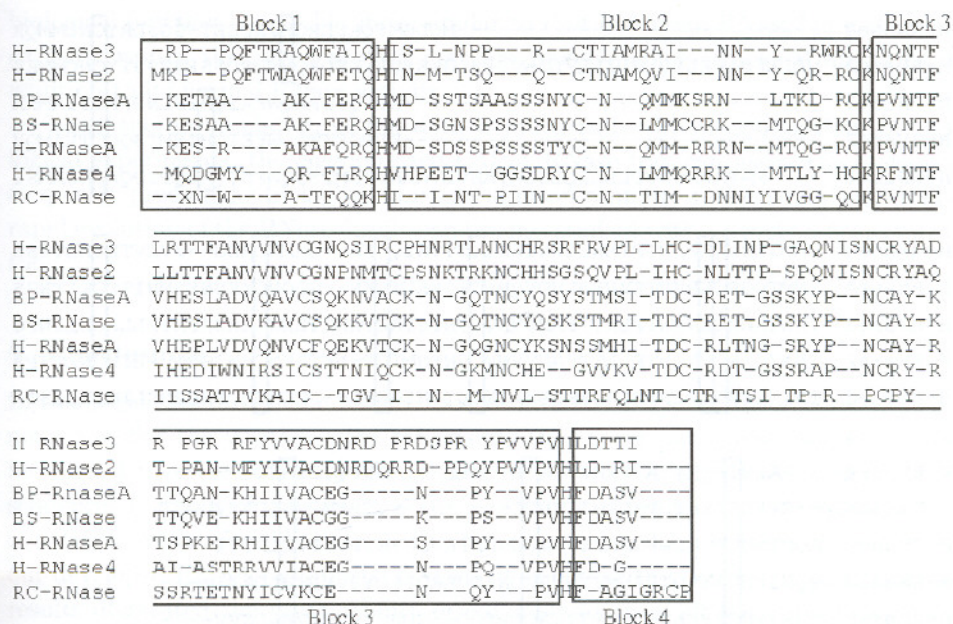 Block 1 Block 2 Block 3
H-RNase3 -RP--PQFTRAQWFAIQHIS-L-NPP---R--CTIAMRAI---NN---Y--RWRCKNQNTF
H-RNase2 MKP--PQFTWAQWFETQHIN-M-TSQ---Q--CTNAMQVI---NN---Y-QR-RCKNQNTF
BP-RNaseA -KETAA----AK-FERQHMD-SSTSAASSSNYC-N--QMMKSRN---LTKD-RCKPVNTF
BS-RNase -KESAA----AK-FERQHMD-SGNSPSSSSNYC-N--LMMCCRK---MTQG-KCKPVNTF
H-RNaseA -KES-R----AKAFQRQHMD-SDSSPSSSSTYC-N--QMM-RRRN---MTQG-RCKPVNTF
H-RNase4 -MQDGMY---QR-FLRQHVHPEET--GGSDRYC-N--LMMQRRK---MTLY-HCKRFNTF
RC-RNase --XN-W----A-TFQQKHI--I-NT-PIIN--C-N--TIM--DNNIYIVGG--QCKRVNTF
H-RNase3 LRTTFANVVNVCGNQSIRCPHNRTLNNCHRSRFRVPL-LHC-DLINP-GAQNISNCRYAD
H-RNase2 LLTTFANVVNVCGNPNMTCPSNKTRKNCHHSGSQVPL-IHC-NLTTP-SPQNISNCRYAQ
BP-RNaseA VHESLADVQAVCSQKNVACK-N-GQTNCYQSYSTMSI-TDC-RET-GSSKYP--NCAY-K
BS-RNase VHESLADVKAVCSQKKVTCK-N-GQTNCYQSKSTMRI-TDC-RET-GSSKYP--NCAY-K
H-RNaseA VHEPLVDVQNVCFQEKVTCK-N-GQGNCYKSNSSMHI-TDC-RLTNG-SRYP--NCAY-R
H-RNase4 IHEDIWNIRSICSTTNIQCK-N-GKMNCHE--GVVKV-TDC-RDT-GSSRAP--NCRY-R
RC-RNase IISSATTVKAIC--TGV-I--N--M-NVL-STTRFQLNT-CTR-TSI-TP-R--PCPY--
H RNase3 R PGR RFYVVACDNRD PRDSPR YPVVPVHLDTTI
H-RNase2 T-PAN-MFYIVACDNRDQRRD-PPQYPVVPVHLD-RI----
BP-RnaseA TTQAN-KHIIVACEG-----N---PY--VPVHFDASV----
BS-RNase TTQVE-KHIIVACGG-----K---PS--VPVHFDASV----
H-RNaseA TSPKE-RHIIVACEG-----S---PY--VPVHFDASV----
H-RNase4 AI-ASTRRVVIACEG-----N---PQ--VPVHFD-G----
RC-RNase SSRTETNYICVKCE------N---QY--PVHF-AGIGRCP
Block 3 Block 4